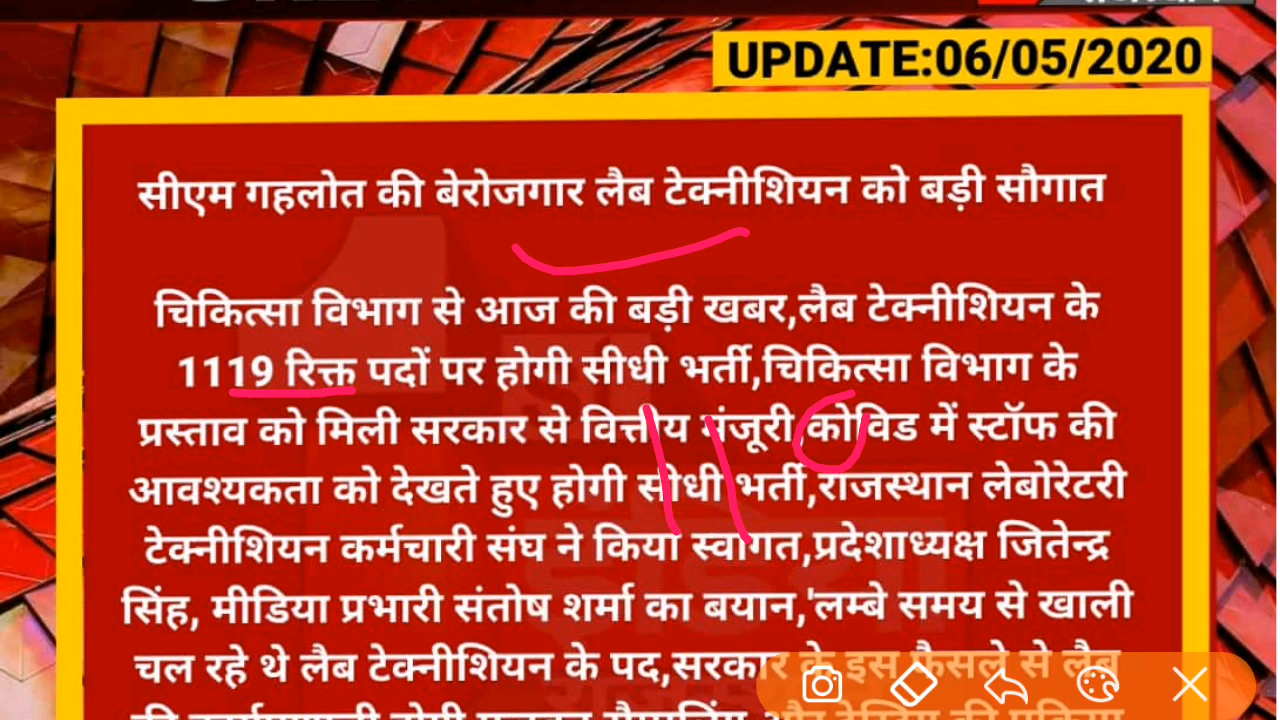 UPDATE:06/05/2020
सीएम गहलोत की बेरोजगार लैब टेक्नीशियन को बड़ी सौगात
चिकित्सा विभाग से आज की बड़ी खबर,लैब टेक्नीशियन के
1119 रिक्त पदों पर होगी सीधी भर्ती,चिकित्सा विभाग के
प्रस्ताव को मिली सरकार से वित्तीय मंजूरी कोविड में स्टॉफ की
आवश्यकता को देखते हुए होगी सीधी भर्ती,राजस्थान लेबोरेटरी
टेक्नीशियन कर्मचारी संघ ने किया स्वागत,प्रदेशाध्यक्ष जितेन्द्र
सिंह, मीडिया प्रभारी संतोष शर्मा का बयान,'लम्बे समय से खाली
चल रहे थे लैब टेक्नीशियन के पद,सरकार के इस फैसले से लैब
110